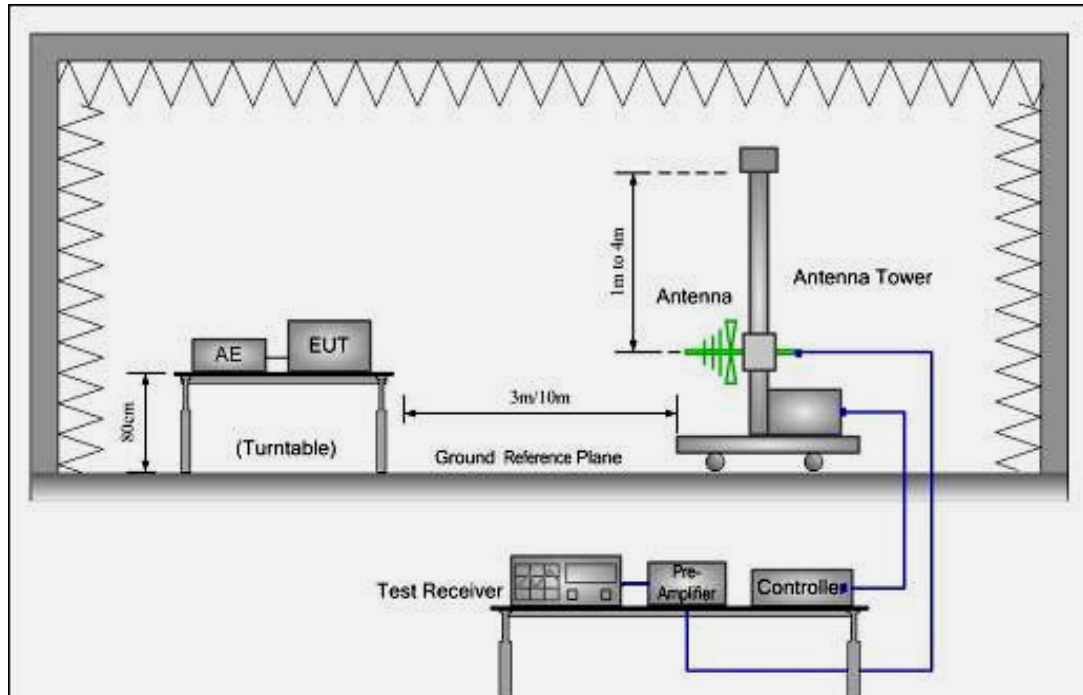 1m to 4m
Antenna Tower
Antenna
EUT
AE
3m/10m
80cm
(Turntable)
Ground Reference Plane
Test Receiver
Pre-
Amplifier
Controller